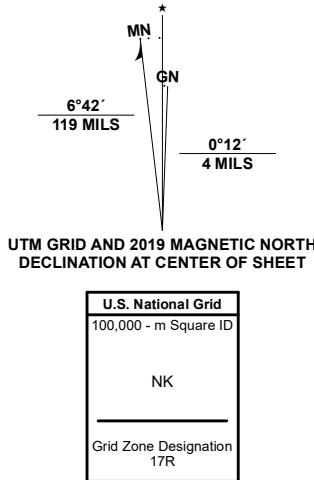 ★
MN
GN
6°42´
119 MILS
0°12´
4 MILS
UTM GRID AND 2019 MAGNETIC NORTH
DECLINATION AT CENTER OF SHEET
U.S. National Grid
100,000 - m Square ID
NK
Grid Zone Designation
17R